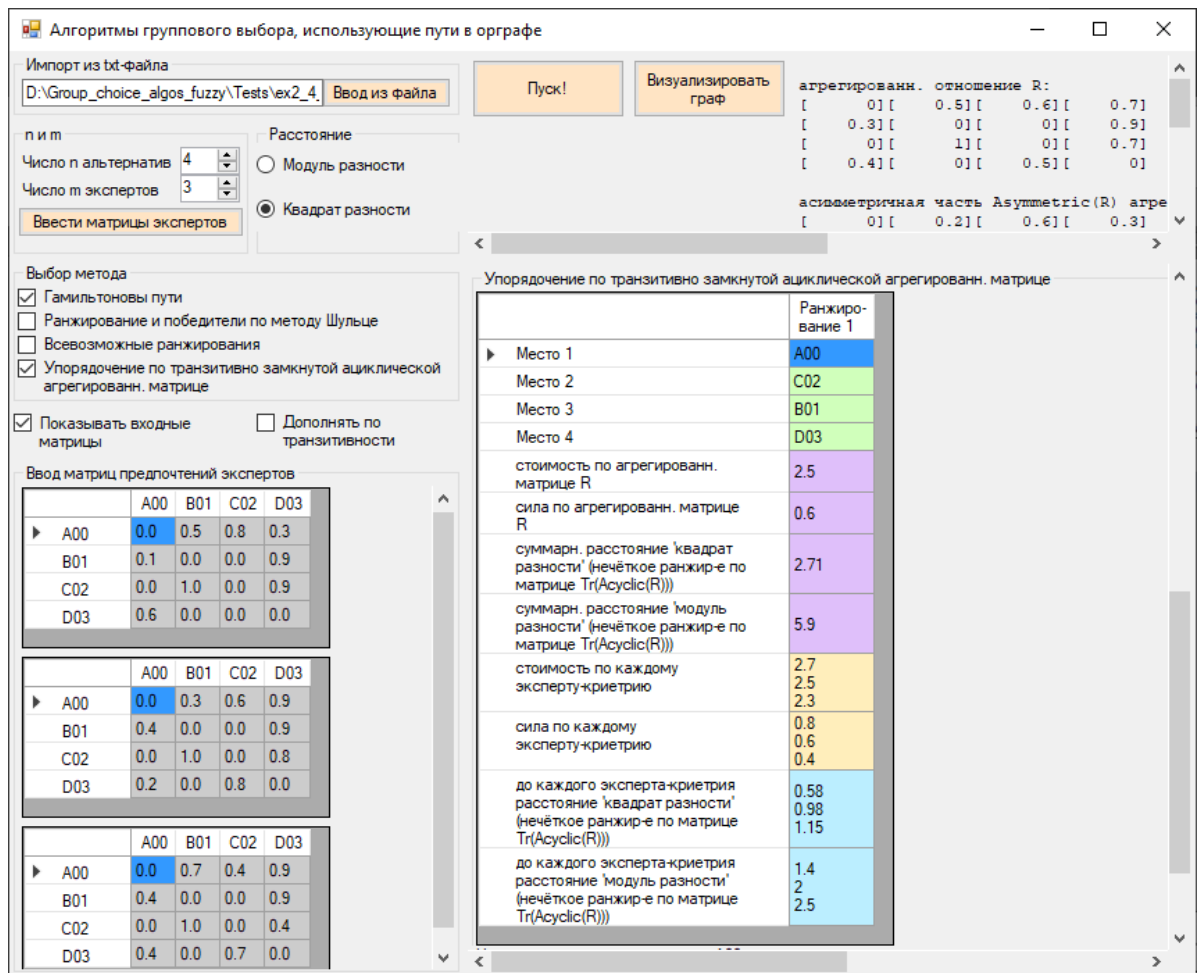 Алгоритмы группового выбора, использующие пути в орграфе
Импорт из txt-файла
D:\Group_choice_algos_fuzzy\Tests\ex2_4_
Ввод из файла
n и m
Число n альтернатив 4
Число m экспертов 3
Ввести матрицы экспертов
Расстояние
Модуль разности
Квадрат разности
Выбор метода
Гамильтоновы пути
Ранжирование и победители по методу Шульце
Всевозможные ранжирования
Упорядочение по транзитивно замкнутой ациклической
агрегированн. матрице
Показывать входные
матрицы
Дополнять по
транзитивности
Ввод матриц предпочтений экспертов
A00 B01 C02 D03
A00 0.0 0.5 0.8 0.3
B01 0.1 0.0 0.0 0.9
C02 0.0 1.0 0.0 0.9
D03 0.6 0.0 0.0 0.0
A00 B01 C02 D03
A00 0.0 0.3 0.6 0.9
B01 0.4 0.0 0.0 0.9
C02 0.0 1.0 0.0 0.8
D03 0.2 0.0 0.8 0.0
A00 B01 C02 D03
A00 0.0 0.7 0.4 0.9
B01 0.4 0.0 0.0 0.9
C02 0.0 1.0 0.0 0.4
D03 0.4 0.0 0.7 0.0
Пуск!
Визуализировать
граф
агрегированн. отношение R:
[ 0][ 0.5][ 0.6][ 0.7]
[ 0.3][ 0][ 0][ 0.9]
[ 0][ 1][ 0][ 0.7]
[ 0.4][ 0][ 0.5][ 0]
асимметричная часть Asymmetric(R) агре
[ 0][ 0.2][ 0.6][ 0.3]
Упорядочение по транзитивно замкнутой ациклической агрегированн. матрице
Ранжиро-
вание 1
Место 1 A00
Место 2 C02
Место 3 B01
Место 4 D03
стоимость по агрегированн.
матрице R
2.5
сила по агрегированн. матрице
R
0.6
суммарн. расстояние 'квадрат
разности' (нечёткое ранжир-е по
матрице Tr(Acyclic(R)))
2.71
суммарн. расстояние 'модуль
разности' (нечёткое ранжир-е по
матрице Tr(Acyclic(R)))
5.9
стоимость по каждому
эксперту-криетрию
2.7
2.5
2.3
сила по каждому
эксперту-криетрию
0.8
0.6
0.4
до каждого эксперта-криетрия
расстояние 'квадрат разности'
(нечёткое ранжир-е по матрице
Tr(Acyclic(R)))
0.58
0.98
1.15
до каждого эксперта-криетрия
расстояние 'модуль разности'
(нечёткое ранжир-е по матрице
Tr(Acyclic(R)))
1.4
2
2.5